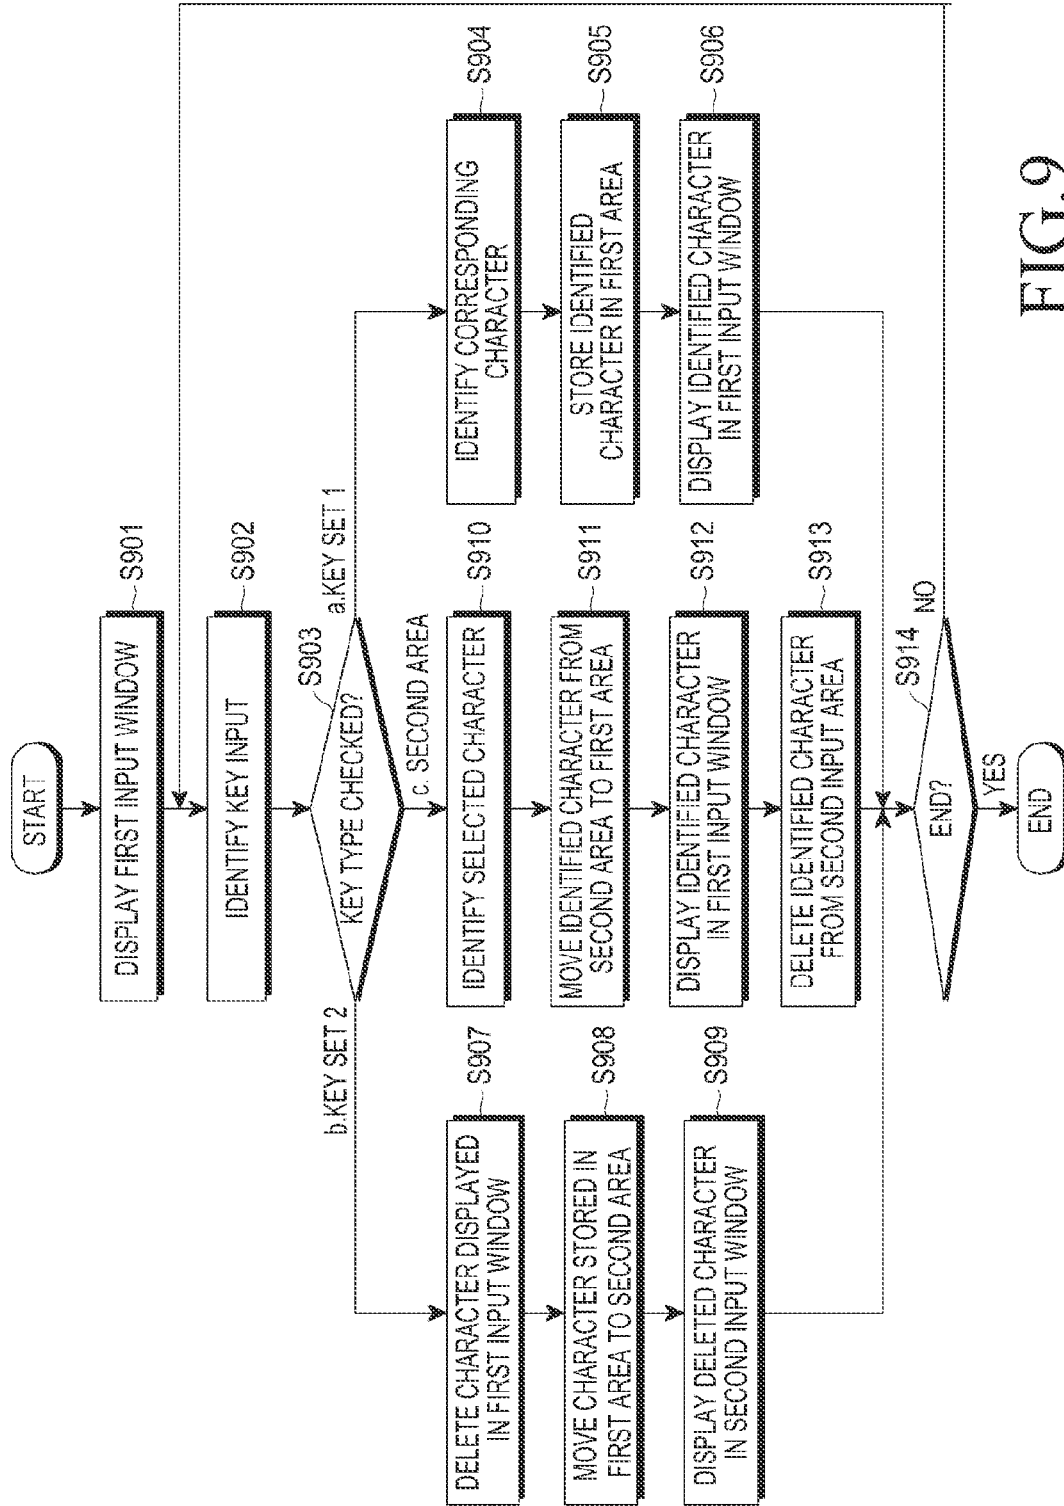 START
DISPLAY FIRST INPUT WINDOW
S901
IDENTIFY KEY INPUT
S902
KEY TYPE CHECKED?
S903
a.KEY SET 1
b.KEY SET 2
c. SECOND AREA
IDENTIFY CORRESPONDING
CHARACTER
S904
STORE IDENTIFIED
CHARACTER IN FIRST AREA
S905
DISPLAY IDENTIFIED CHARACTER
IN FIRST INPUT WINDOW
S906
DELETE CHARACTER DISPLAYED
IN FIRST INPUT WINDOW
S907
MOVE CHARACTER STORED IN
FIRST AREA TO SECOND AREA
S908
DISPLAY DELETED CHARACTER
IN SECOND INPUT WINDOW
S909
IDENTIFY SELECTED CHARACTER
S910
MOVE IDENTIFIED CHARACTER FROM
SECOND AREA TO FIRST AREA
S911
DISPLAY IDENTIFIED CHARACTER
IN FIRST INPUT WINDOW
S912
DELETE IDENTIFIED CHARACTER
FROM SECOND INPUT AREA
S913
END?
S914
NO
YES
END
FIG.9